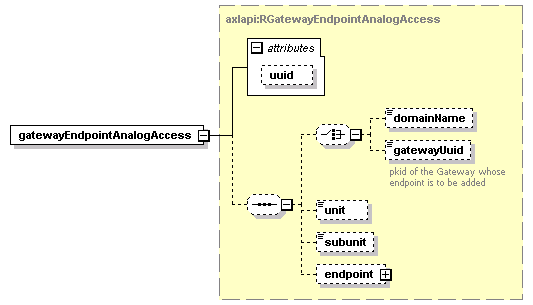 axlapi:RGatewayEndpointAnalogAccess
attributes
uuid
gatewayEndpointAnalogAccess
domainName
gatewayUuid
pkid of the Gateway whose
endpoint is to be added
unit
subunit
endpoint